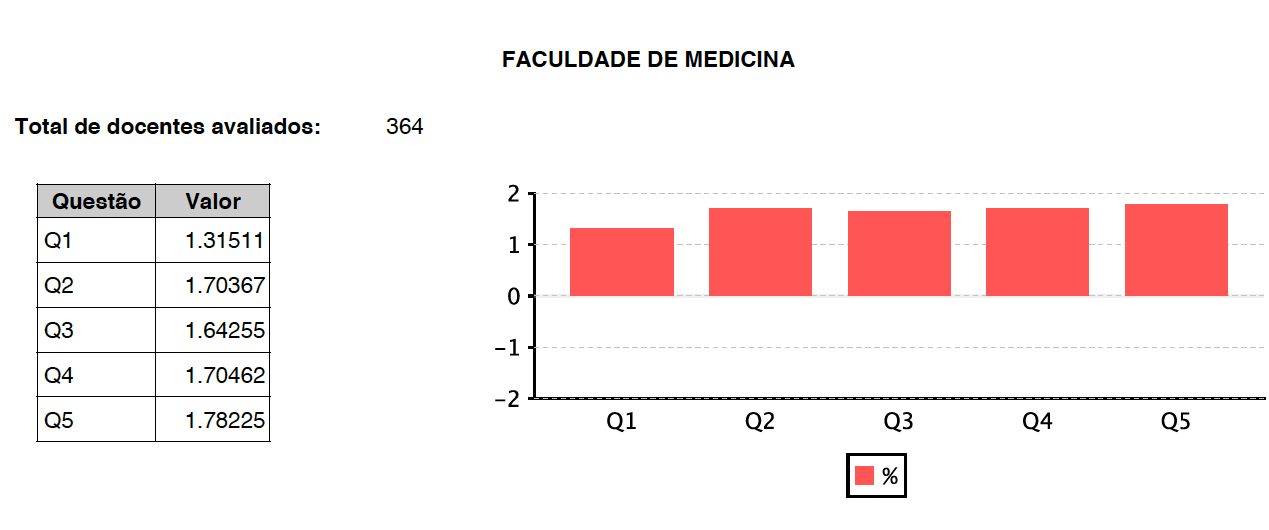 FACULDADE DE MEDICINA
Total de docentes avaliados: 364
Questão Valor
Q1 1.31511
Q2 1.70367
Q3 1.64255
Q4 1.70462
Q5 1.78225
2
1
0
−1
−2
Q1 Q2 Q3 Q4 Q5
%